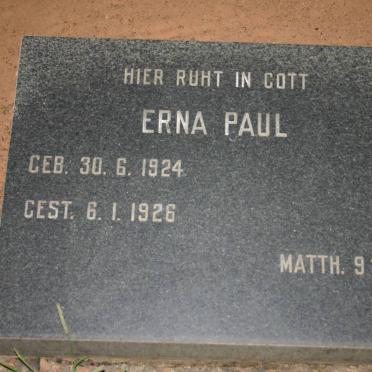 HIER RUHT IN GOTT
ERNA PAUL
GEB. 30. 6. 1924
GEST. 6. 1. 1926
MATTH. 9